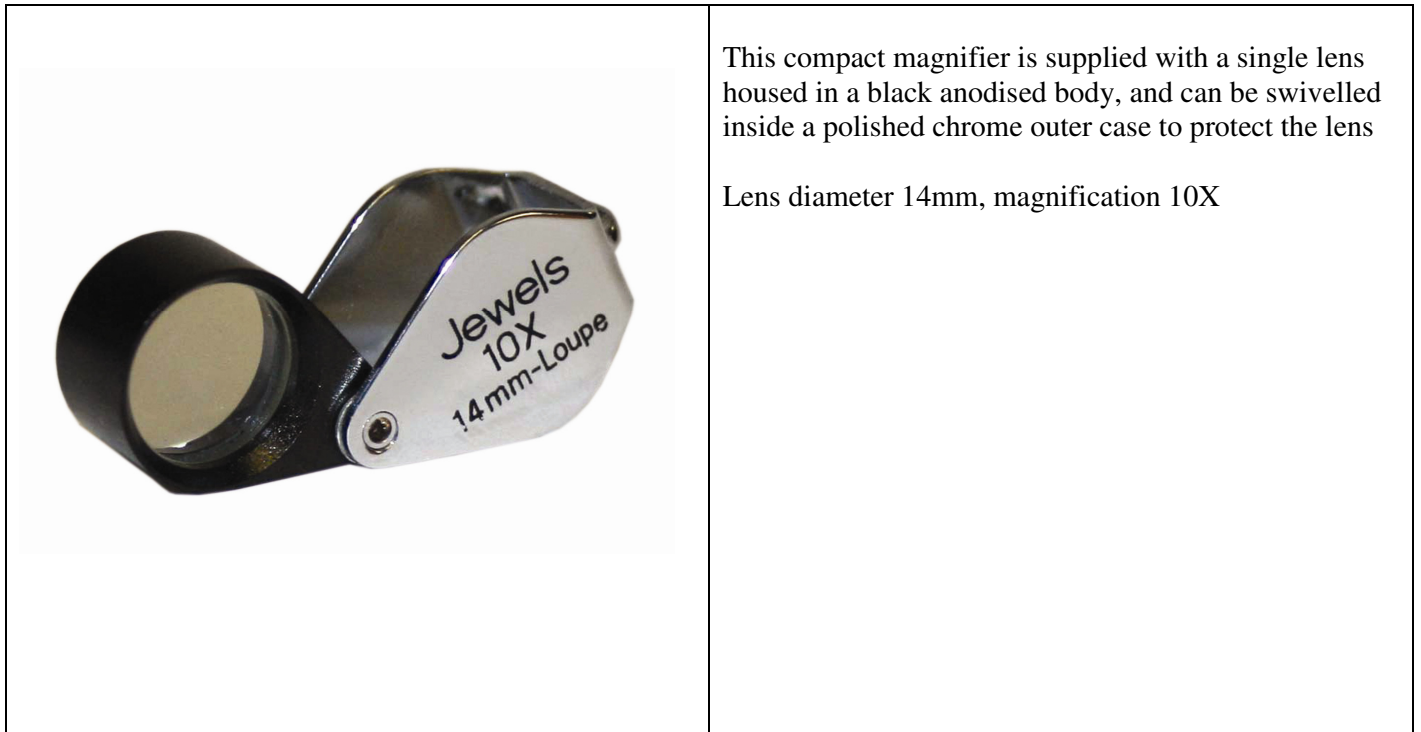 Jewels
10X
14mm-Loupe
This compact magnifier is supplied with a single lens
housed in a black anodised body, and can be swivelled
inside a polished chrome outer case to protect the lens
Lens diameter 14mm, magnification 10X